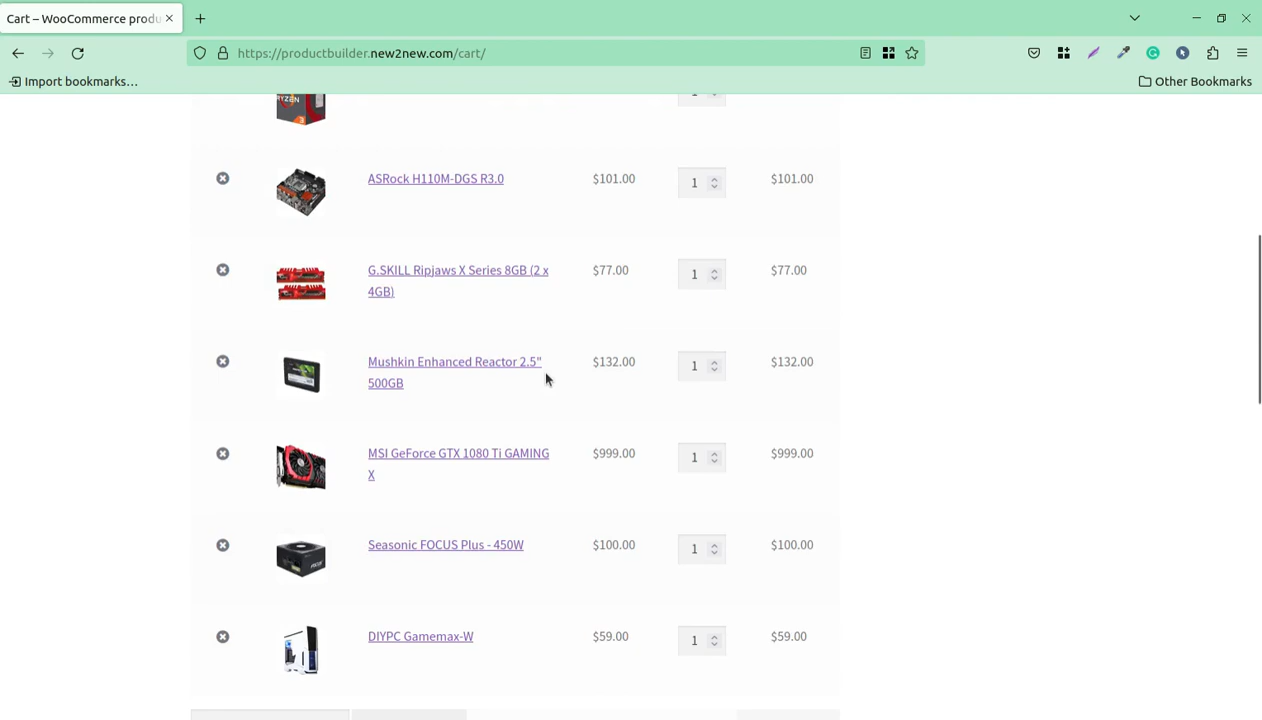 Cart – WooCommerce produ
https://productbuilder.new2new.com/cart/
Import bookmarks…
Other Bookmarks
RYZEN
3
1
ASRock H110M-DGS R3.0
$101.00
1
$101.00
G.SKILL Ripjaws X Series 8GB (2 x
4GB)
$77.00
1
$77.00
Mushkin Enhanced Reactor 2.5"
500GB
$132.00
1
$132.00
MSI GeForce GTX 1080 Ti GAMING
X
$999.00
1
$999.00
Seasonic FOCUS Plus - 450W
$100.00
1
$100.00
DIYPC Gamemax-W
$59.00
1
$59.00